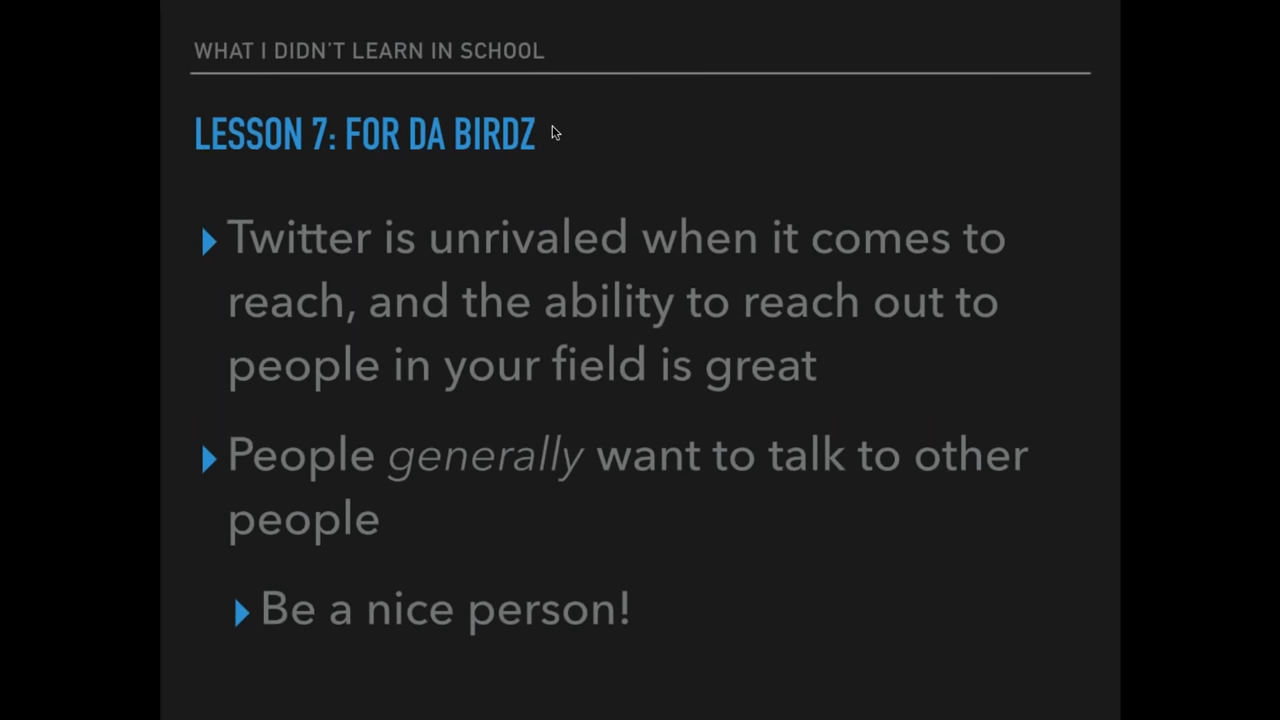 WHAT I DIDN'T LEARN IN SCHOOL
LESSON 7: FOR DA BIRDZ
Twitter is unrivaled when it comes to
reach, and the ability to reach out to
people in your field is great
People generally want to talk to other
people
Be a nice person!